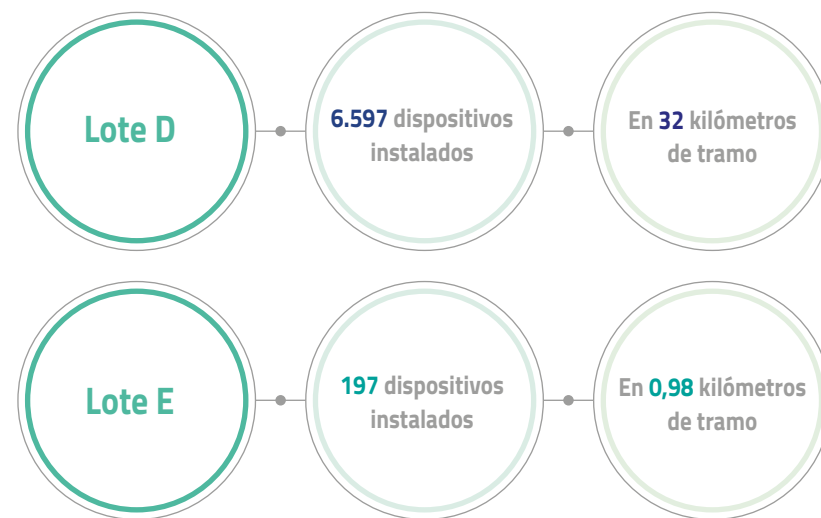 Lote D
6.597 dispositivos
instalados
En 32 kilómetros
de tramo
Lote E
197 dispositivos
instalados
En 0,98 kilómetros
de tramo